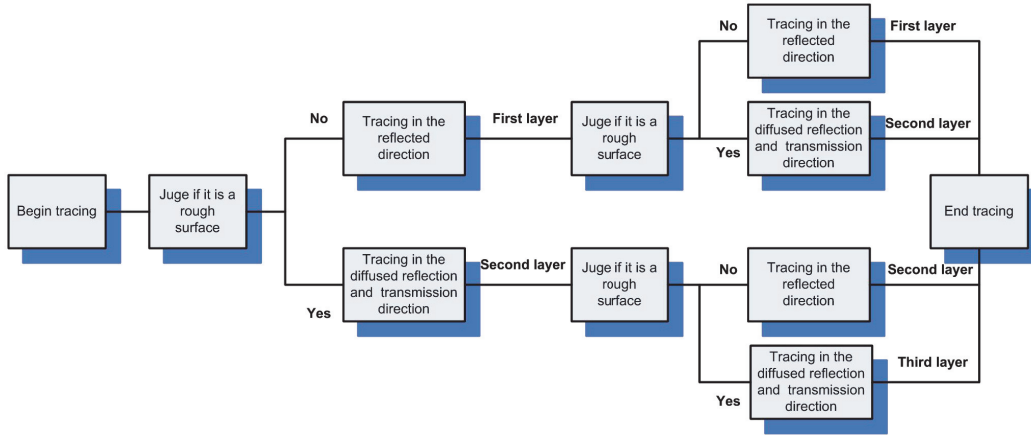 Begin tracing
Juge if it is a
rough
surface
No
Tracing in the
reflected
direction
First layer
Juge if it is a
rough
surface
No
Tracing in the
reflected
direction
First layer
Yes
Tracing in the
diffused reflection
and transmission
direction
Second layer
Yes
Tracing in the
diffused reflection
and transmission
direction
Second layer
Juge if it is a
rough
surface
No
Tracing in the
reflected
direction
Second layer
Yes
Tracing in the
diffused reflection
and transmission
direction
Third layer
End tracing